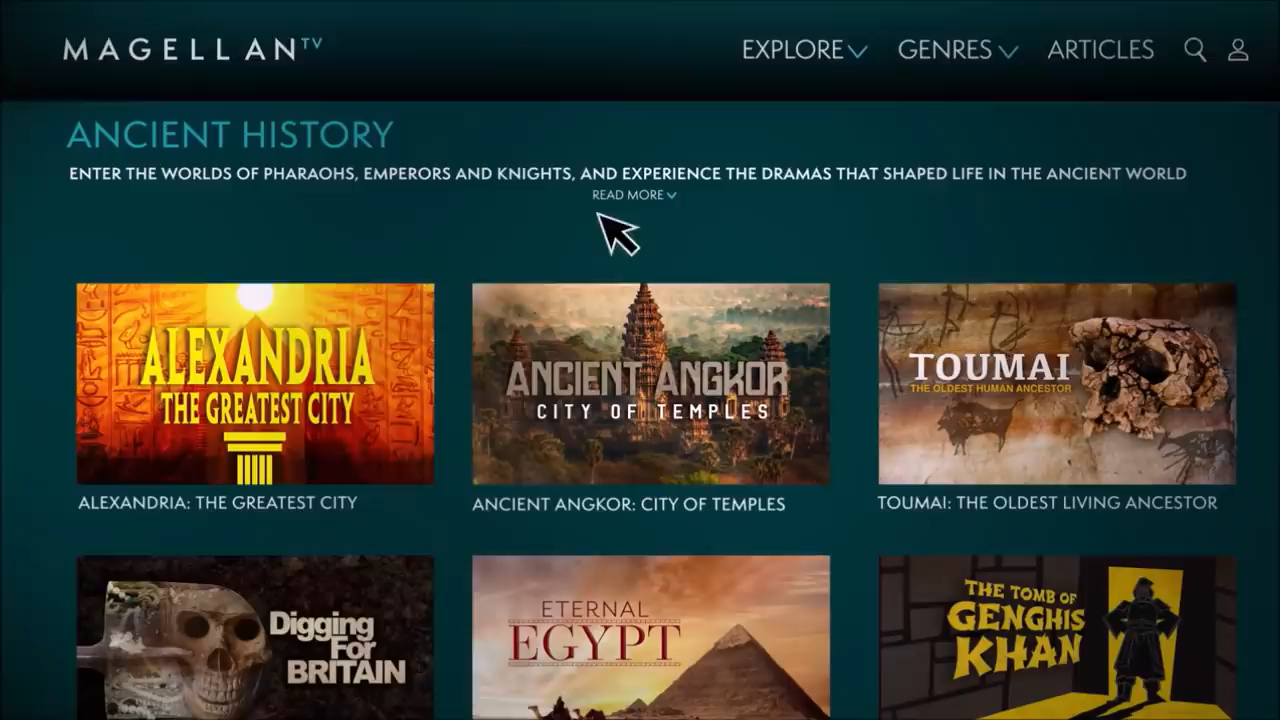 MAGELLANTV
EXPLORE GENRES ARTICLES
ANCIENT HISTORY
ENTER THE WORLDS OF PHARAOHS, EMPERORS AND KNIGHTS, AND EXPERIENCE THE DRAMAS THAT SHAPED LIFE IN THE ANCIENT WORLD
READ MORE
ALEXANDRIA
THE GREATEST CITY
ALEXANDRIA: THE GREATEST CITY
ANCIENT ANGKOR
CITY OF TEMPLES
ANCIENT ANGKOR: CITY OF TEMPLES
TOUMAI
THE OLDEST HUMAN ANCESTOR
TOUMAI: THE OLDEST LIVING ANCESTOR
Digging
For
BRITAIN
ETERNAL
EGYPT
THE TOMB OF
GENGHIS
KHAN